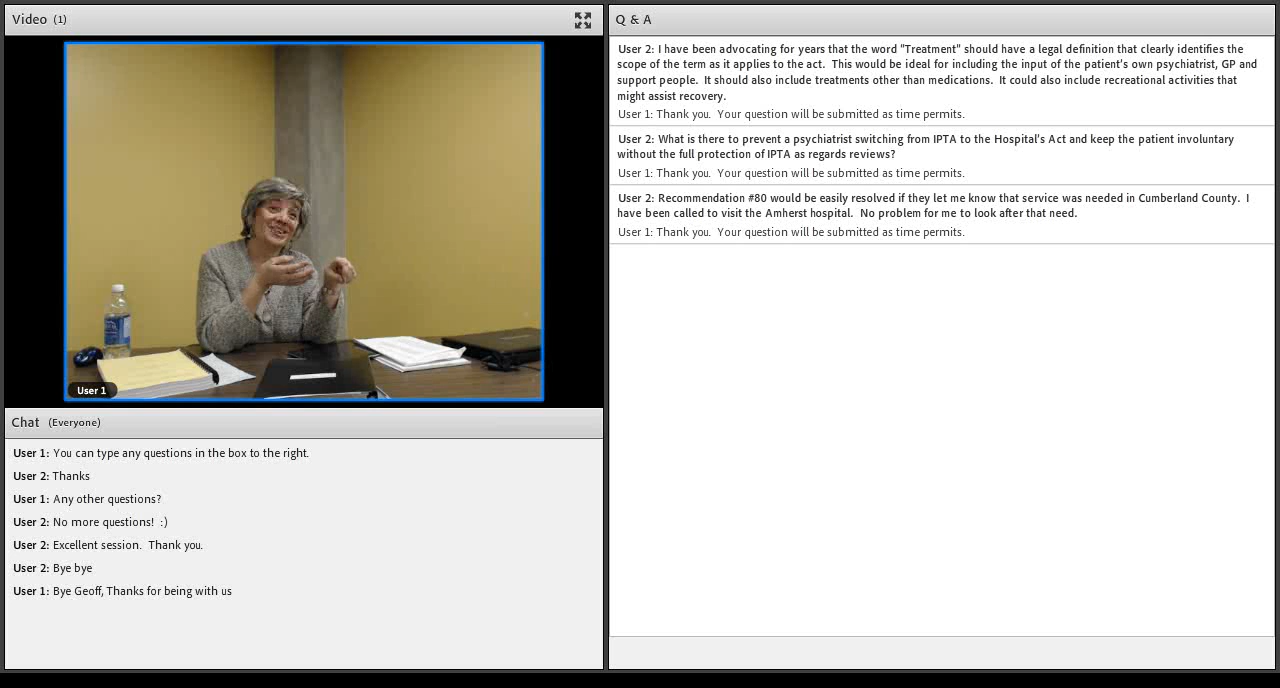 Video (1)
User 1
Chat (Everyone)
User 1: You can type any questions in the box to the right.
User 2: Thanks
User 1: Any other questions?
User 2: No more questions!  :)
User 2: Excellent session.  Thank you.
User 2: Bye bye
User 1: Bye Geoff, Thanks for being with us
Q & A
User 2: I have been advocating for years that the word "Treatment" should have a legal definition that clearly identifies the
scope of the term as it applies to the act.  This would be ideal for including the input of the patient's own psychiatrist, GP and
support people.  It should also include treatments other than medications.  It could also include recreational activities that
might assist recovery.
User 1: Thank you.  Your question will be submitted as time permits.
User 2: What is there to prevent a psychiatrist switching from IPTA to the Hospital's Act and keep the patient involuntary
without the full protection of IPTA as regards reviews?
User 1: Thank you.  Your question will be submitted as time permits.
User 2: Recommendation #80 would be easily resolved if they let me know that service was needed in Cumberland County.  I
have been called to visit the Amherst hospital.  No problem for me to look after that need.
User 1: Thank you.  Your question will be submitted as time permits.